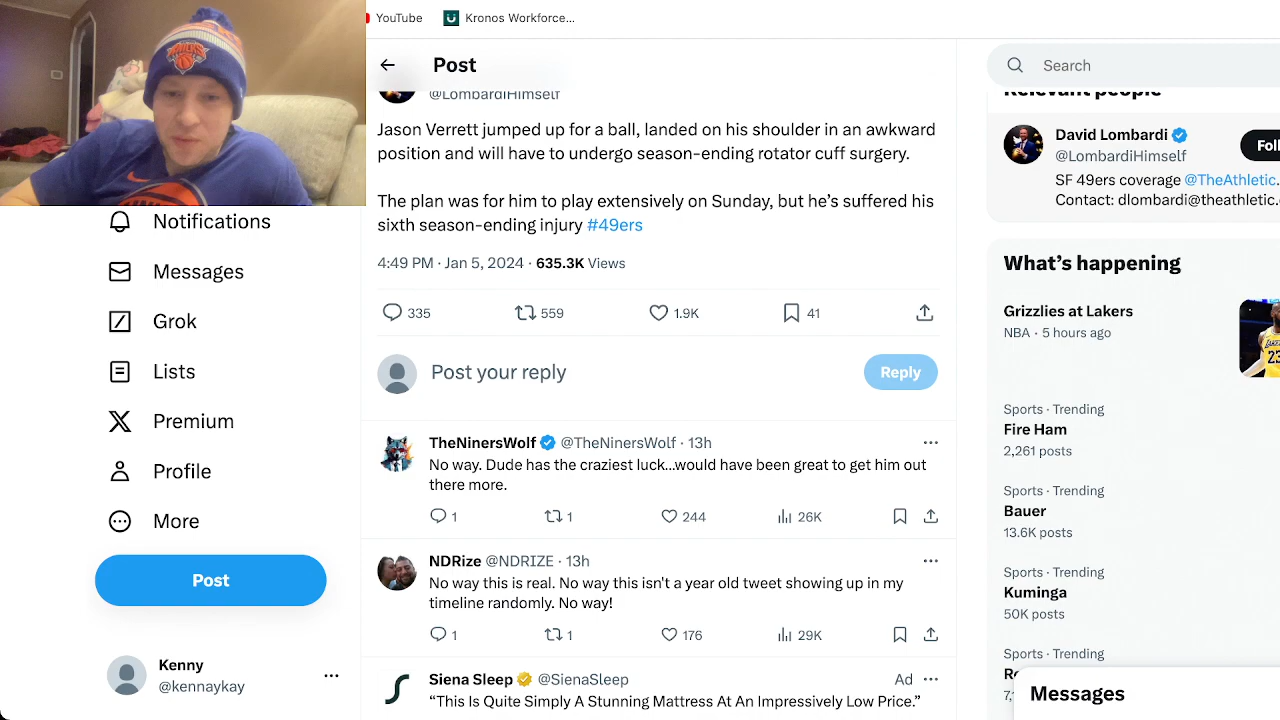 YouTube
Kronos Workforce...
KNICKS
Post
Search
@LombardiHimself
Relevant people
Jason Verrett jumped up for a ball, landed on his shoulder in an awkward
position and will have to undergo season-ending rotator cuff surgery.
The plan was for him to play extensively on Sunday, but he’s suffered his
sixth season-ending injury #49ers
4:49 PM · Jan 5, 2024 · 635.3K Views
335
559
1.9K
41
Post your reply
Reply
TheNinersWolf @TheNinersWolf · 13h
No way. Dude has the craziest luck...would have been great to get him out
there more.
1
1
244
26K
NDRize @NDRIZE · 13h
No way this is real. No way this isn't a year old tweet showing up in my
timeline randomly. No way!
1
1
176
29K
Siena Sleep @SienaSleep
Ad
“This Is Quite Simply A Stunning Mattress At An Impressively Low Price.”
Notifications
Messages
Grok
Lists
Premium
Profile
More
Post
Kenny
@kennaykay
David Lombardi
@LombardiHimself
Foll
SF 49ers coverage @TheAthletic.
Contact: dlombardi@theathletic.
What’s happening
Grizzlies at Lakers
NBA · 5 hours ago
23
Sports · Trending
Fire Ham
2,261 posts
Sports · Trending
Bauer
13.6K posts
Sports · Trending
Kuminga
50K posts
Sports · Trending
Messages